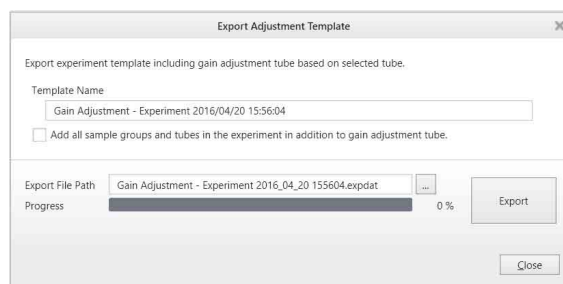 Export Adjustment Template
Export experiment template including gain adjustment tube based on selected tube.
Template Name
Gain Adjustment - Experiment 2016/04/20 15:56:04
Add all sample groups and tubes in the experiment in addition to gain adjustment tube.
Export File Path Gain Adjustment - Experiment 2016_04_20 155604.expdat ...
Progress 0 %
Export
Close